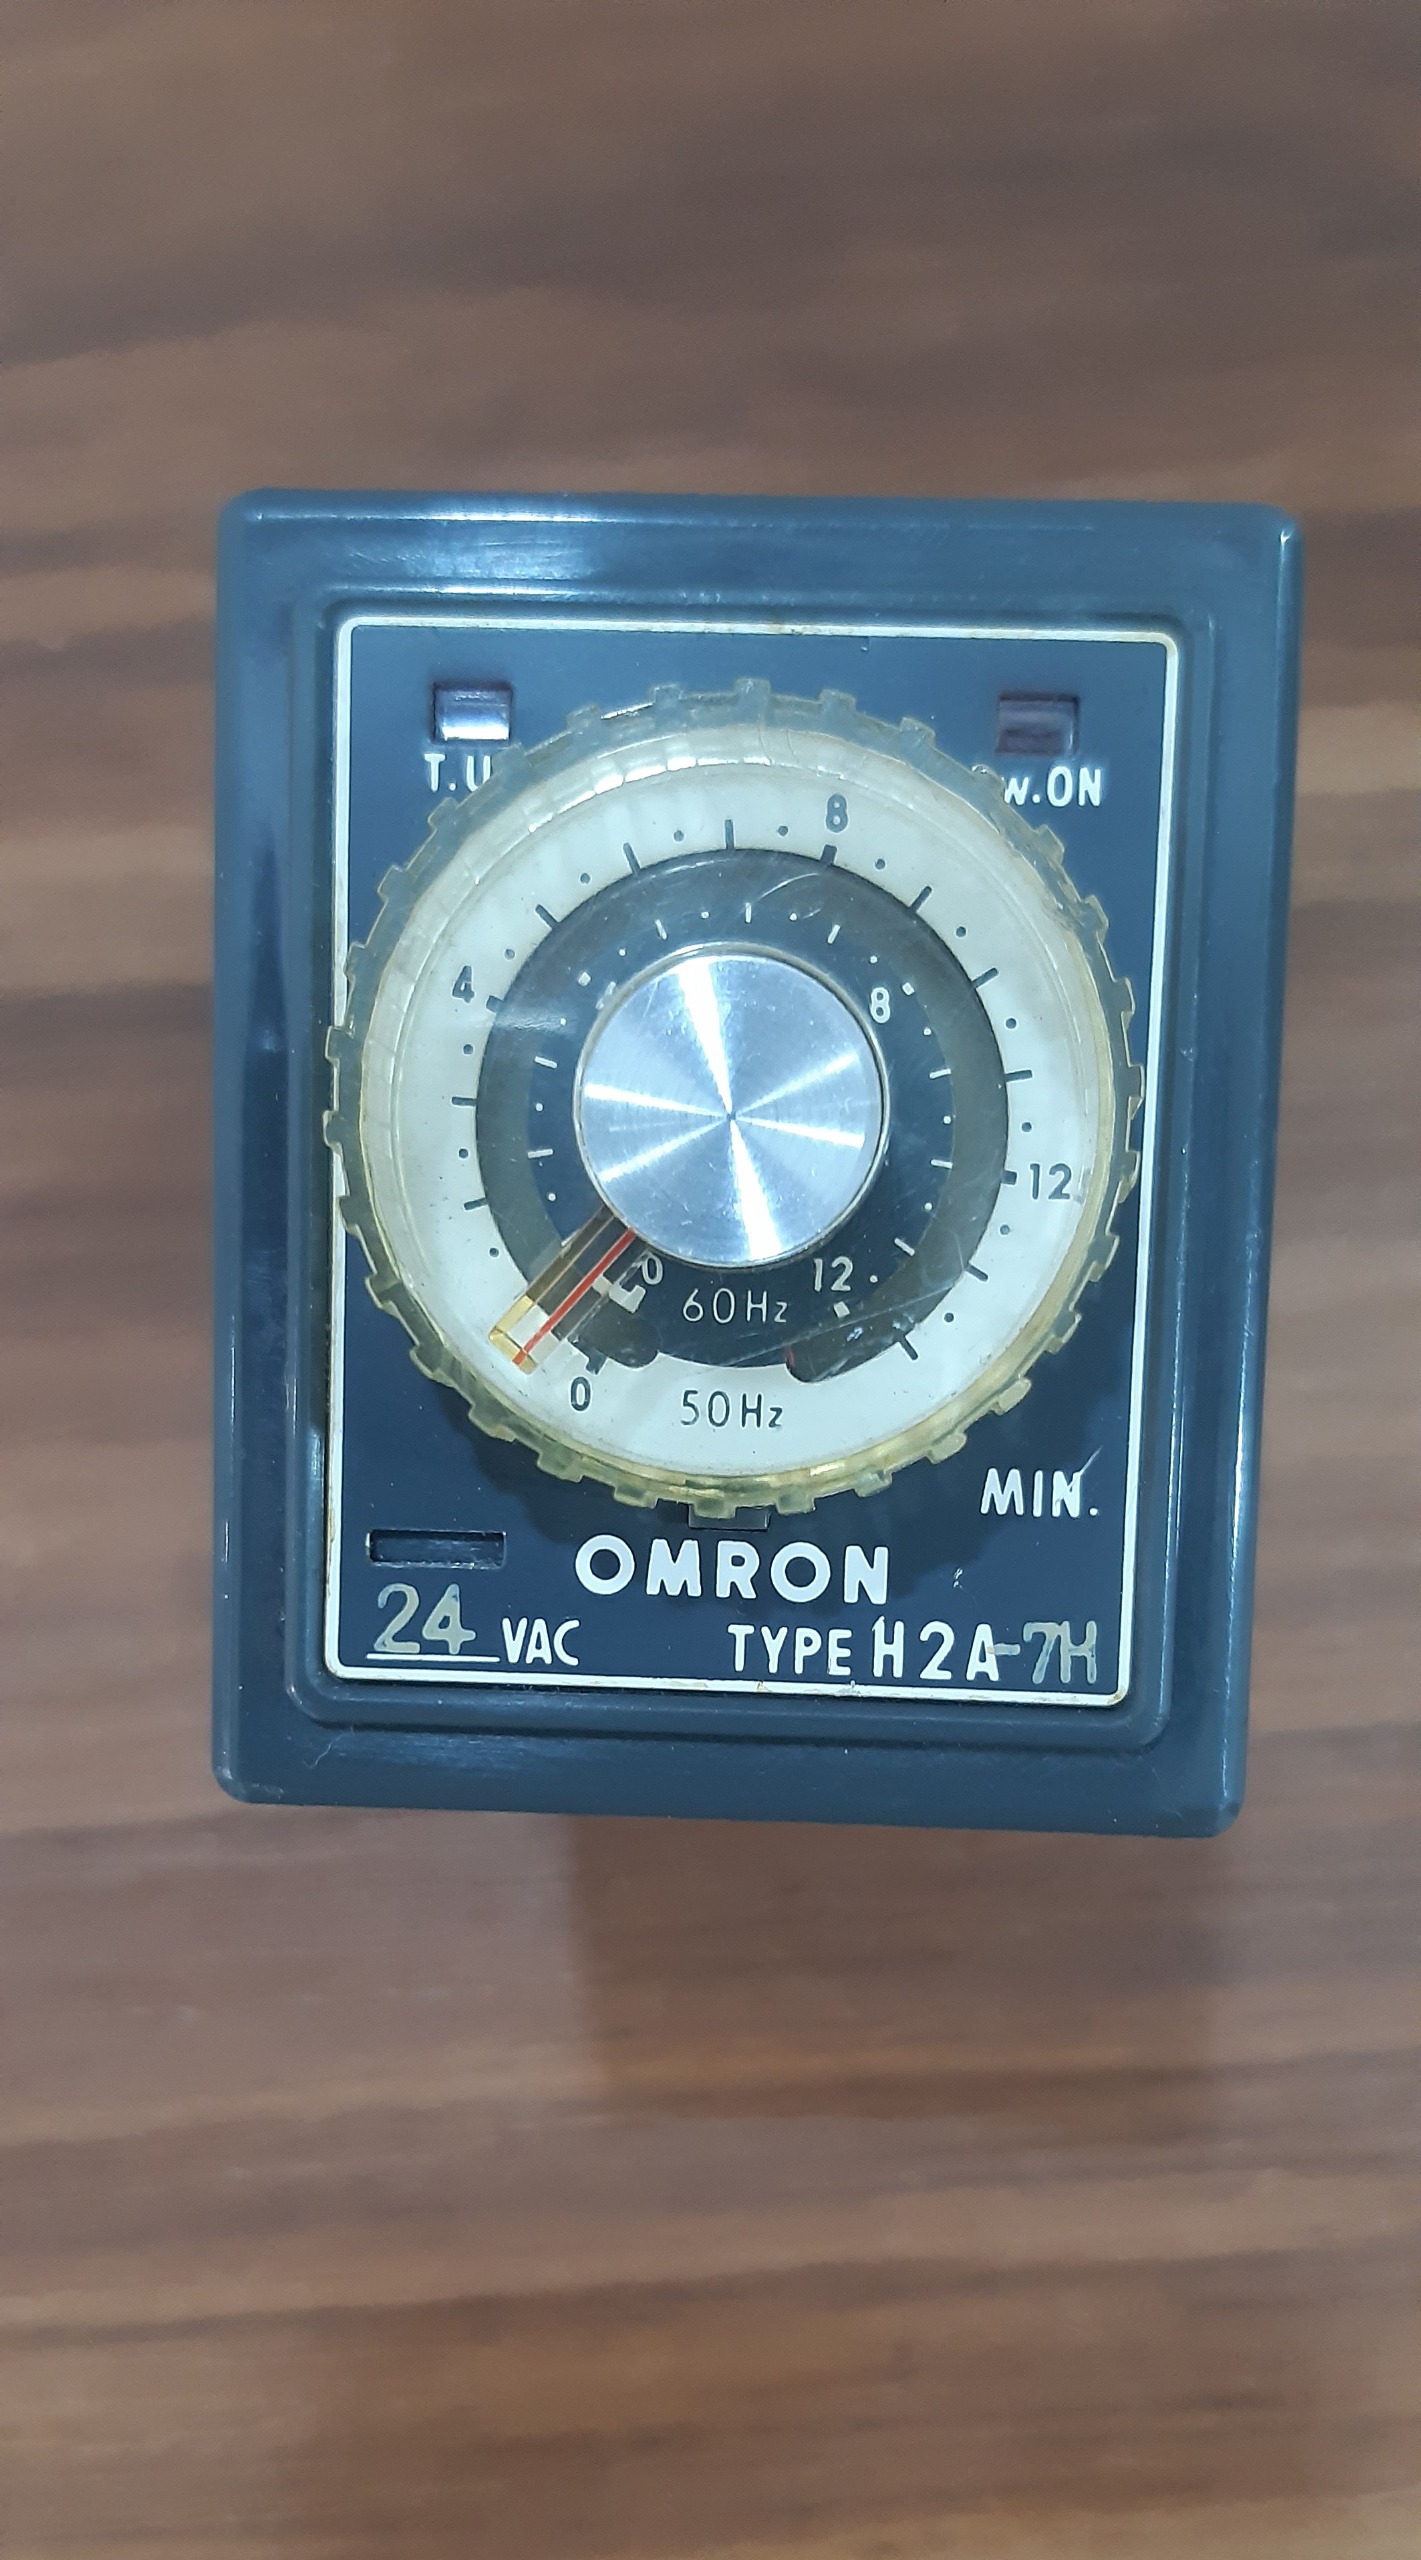 T.U
w.ON
8
4
8
12
0
12
60Hz
0
50Hz
MIN.
OMRON
24 VAC
TYPE H2A-7H